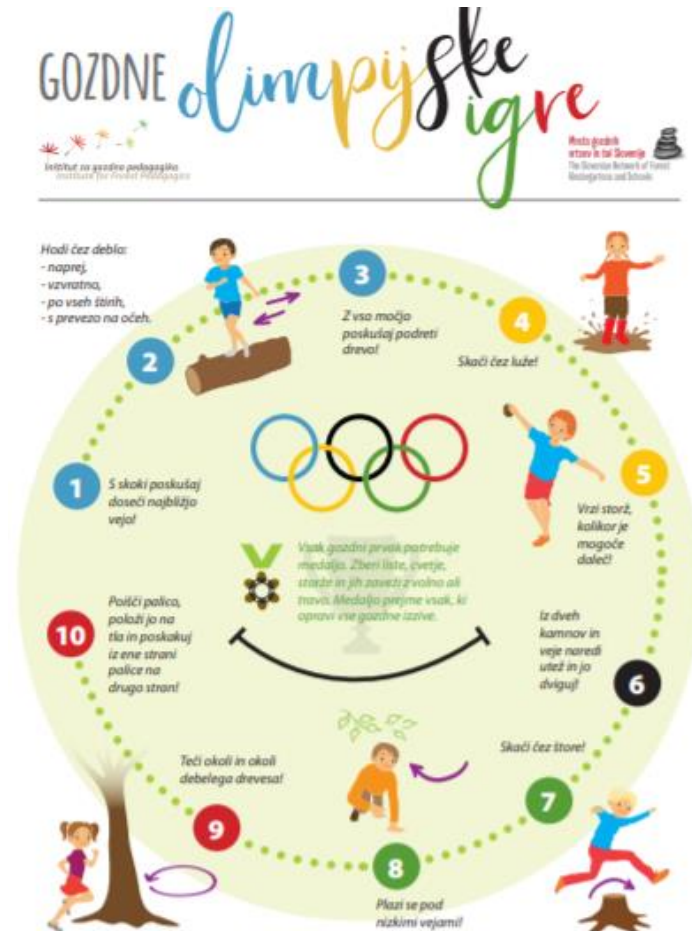 GOZDNE olimpijske
igre
Inštitut za gozdno pedagogiko
Institute for Forest Pedagogics
Mreža gozdnih
vrtcev in šol Slovenije
The Slovenian Network of Forest
Kindergartens and Schools
Hodi čez deblo:
- naprej,
- vzvratno,
- po vseh štirih,
- s prevezo na očeh.
3
Z vso močjo
poskušaj podreti
drevo!
4
Skači čez luže!
2
1
S skoki poskušaj
doseči najbližjo
vejo!
5
Vrzi storž,
kolikor je
mogoče
daleč!
Vsak gozdni prvak potrebuje
medaljo. Zberi liste, cvetje,
storže in jih zaveži z volno ali
travo. Medaljo prejme vsak, ki
opravi vse gozdne izzive.
10
Poišči palico,
položi jo na
tla in poskakuj
iz ene strani
palice na
drugo stran!
Iz dveh
kamnov in
veje naredi
utež in jo
dviguj!
6
Teči okoli in okoli
debelega drevesa!
9
Skači čez štore!
7
8
Plazi se pod
nizkimi vejami!